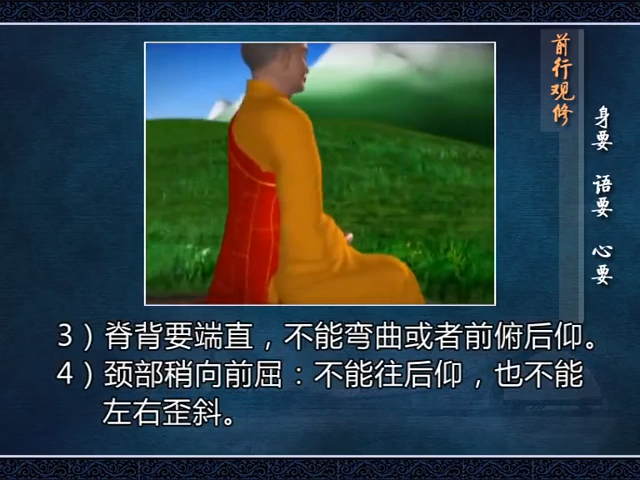 前行观修
身要 语要 心要
3）脊背要端直，不能弯曲或者前俯后仰。
4）颈部稍向前屈：不能往后仰，也不能
左右歪斜。